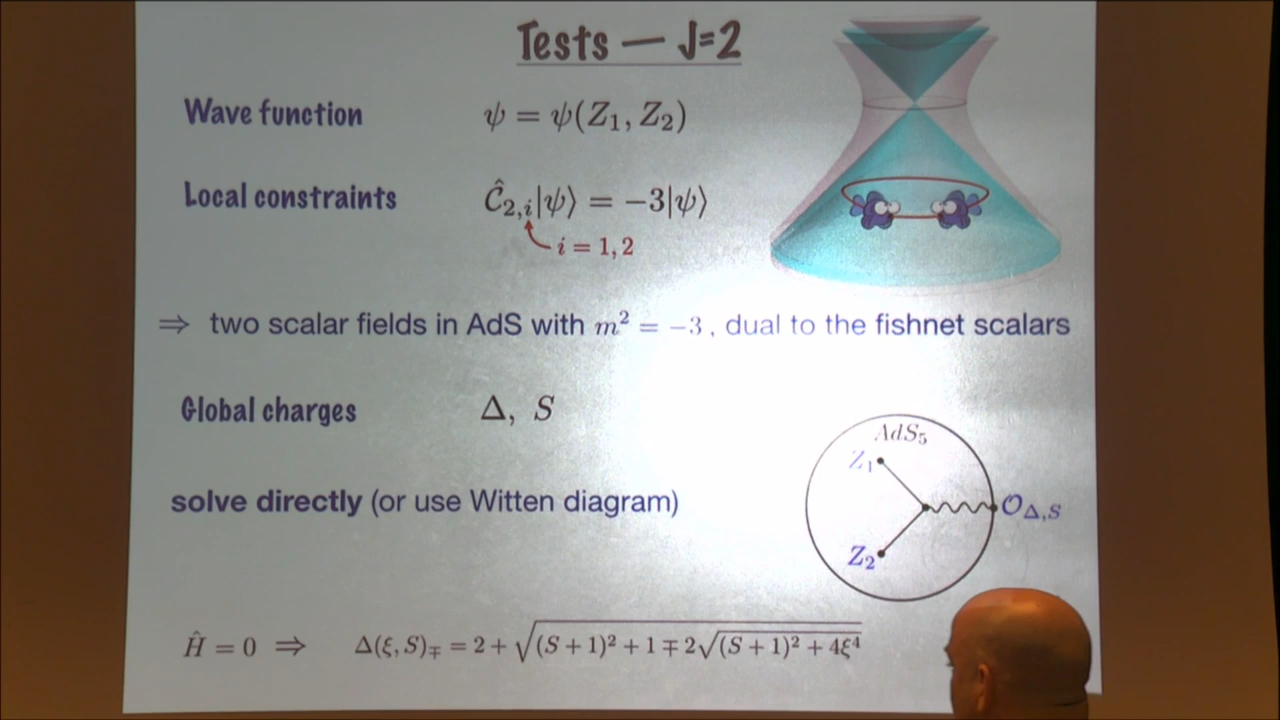 Tests — J=2
Wave function ψ = ψ(Z₁, Z₂)
Local constraints Ĉ₂,ᵢ|ψ⟩ = −3|ψ⟩
i = 1, 2
⇒ two scalar fields in AdS with m² = −3 , dual to the fishnet scalars
Global charges Δ, S
AdS₅
Z₁
solve directly (or use Witten diagram)
𝒪_Δ,S
Z₂
Ĥ = 0 ⇒ Δ(ξ, S)_∓ = 2 + √((S + 1)² + 1 ∓ 2√((S + 1)² + 4ξ⁴))